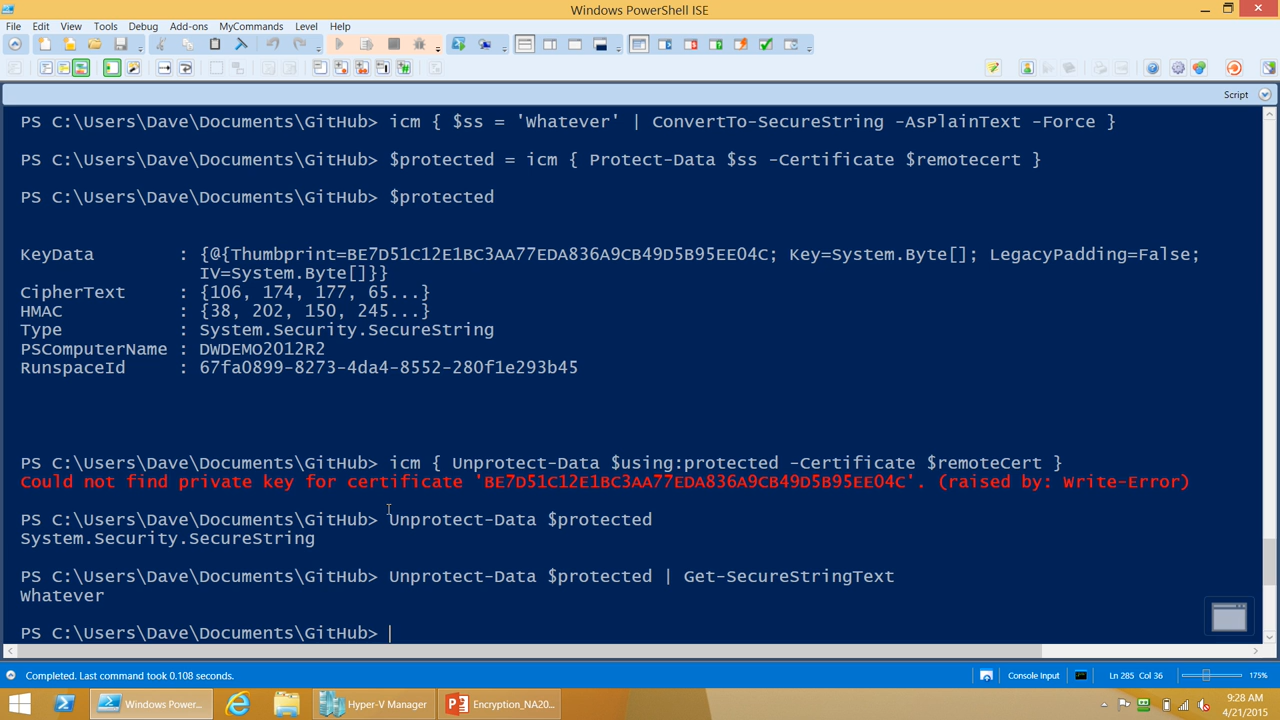 Windows PowerShell ISE
File Edit View Tools Debug Add-ons MyCommands Level Help
Script
PS C:\Users\Dave\Documents\GitHub> icm { $ss = 'Whatever' | ConvertTo-SecureString -AsPlainText -Force }
PS C:\Users\Dave\Documents\GitHub> $protected = icm { Protect-Data $ss -Certificate $remotecert }
PS C:\Users\Dave\Documents\GitHub> $protected
KeyData : {@{Thumbprint=BE7D51C12E1BC3AA77EDA836A9CB49D5B95EE04C; Key=System.Byte[]; LegacyPadding=False;
IV=System.Byte[]}}
CipherText : {106, 174, 177, 65...}
HMAC : {38, 202, 150, 245...}
Type : System.Security.SecureString
PSComputerName : DWDEMO2012R2
RunspaceId : 67fa0899-8273-4da4-8552-280f1e293b45
PS C:\Users\Dave\Documents\GitHub> icm { Unprotect-Data $using:protected -Certificate $remoteCert }
Could not find private key for certificate 'BE7D51C12E1BC3AA77EDA836A9CB49D5B95EE04C'. (raised by: Write-Error)
PS C:\Users\Dave\Documents\GitHub> Unprotect-Data $protected
System.Security.SecureString
PS C:\Users\Dave\Documents\GitHub> Unprotect-Data $protected | Get-SecureStringText
Whatever
PS C:\Users\Dave\Documents\GitHub>
Completed. Last command took 0.108 seconds. Console Input Ln 285 Col 36 175%
Windows Power... Hyper-V Manager Encryption_NA20... 9:28 AM
4/21/2015